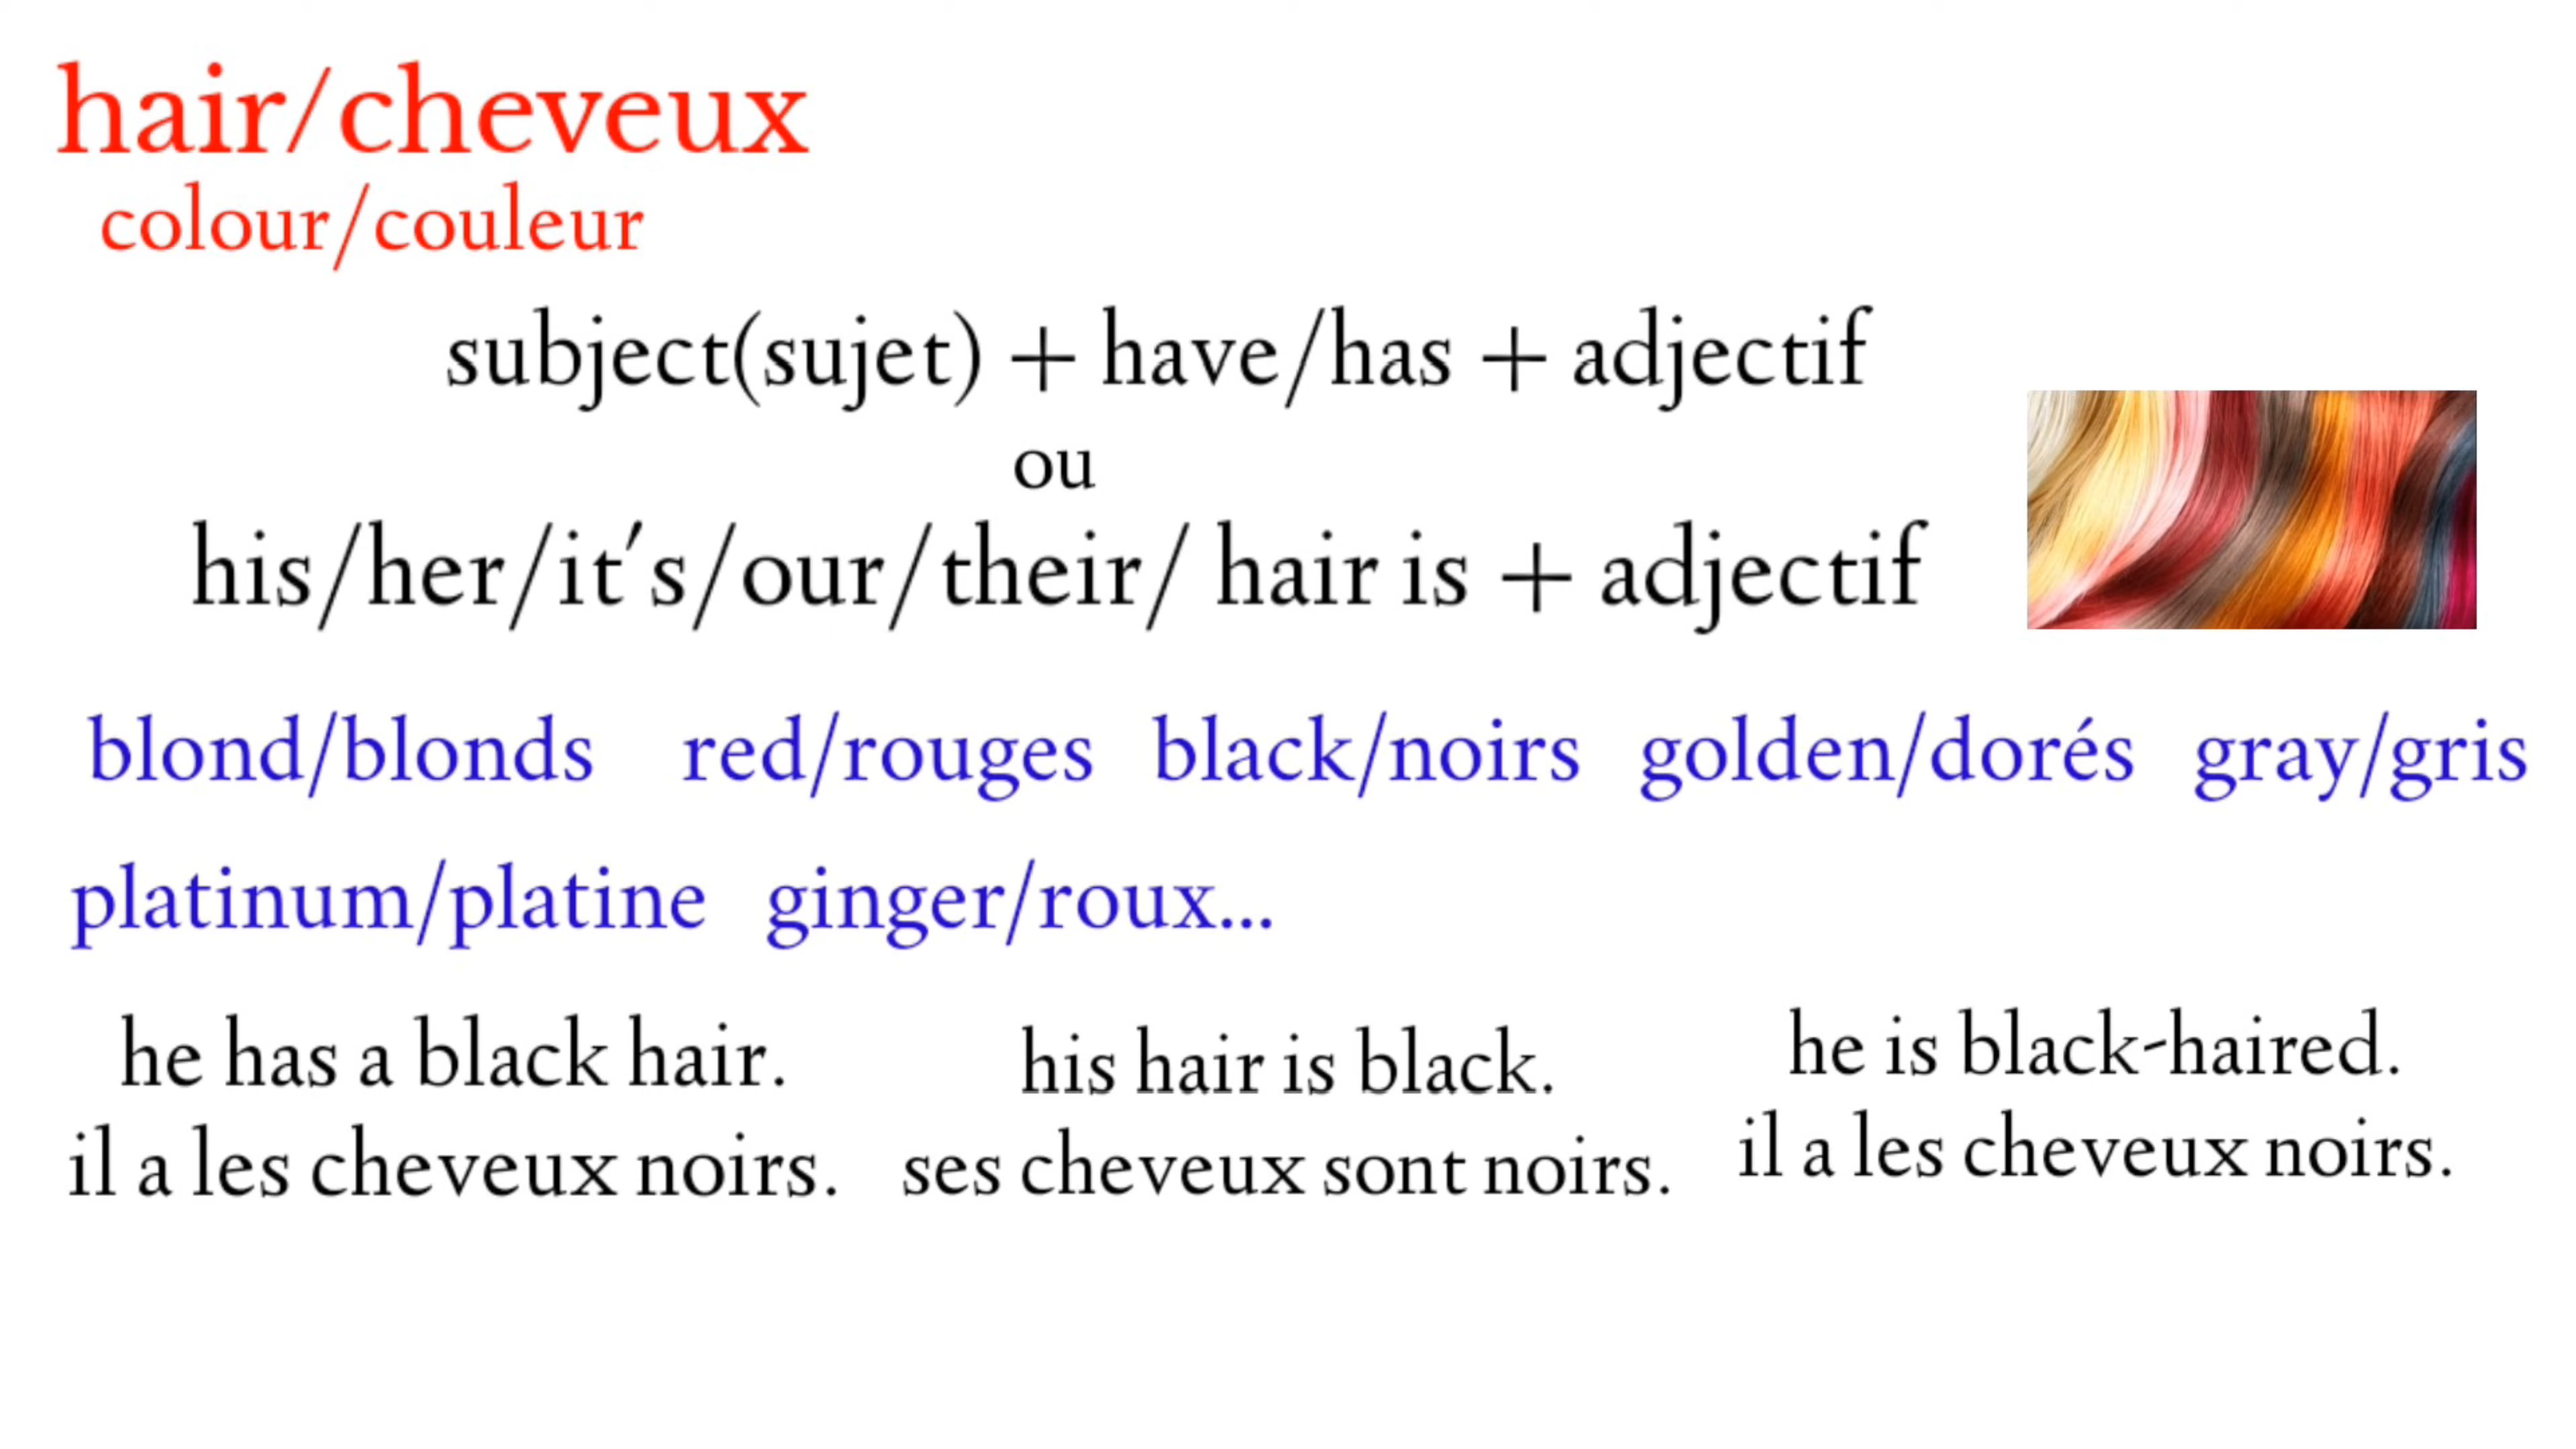 hair/cheveux
colour/couleur
subject(sujet) + have/has + adjectif
ou
his/her/it's/our/their/ hair is + adjectif
blond/blonds red/rouges black/noirs golden/dorés gray/gris
platinum/platine ginger/roux...
he has a black hair. his hair is black. he is black-haired.
il a les cheveux noirs. ses cheveux sont noirs. il a les cheveux noirs.